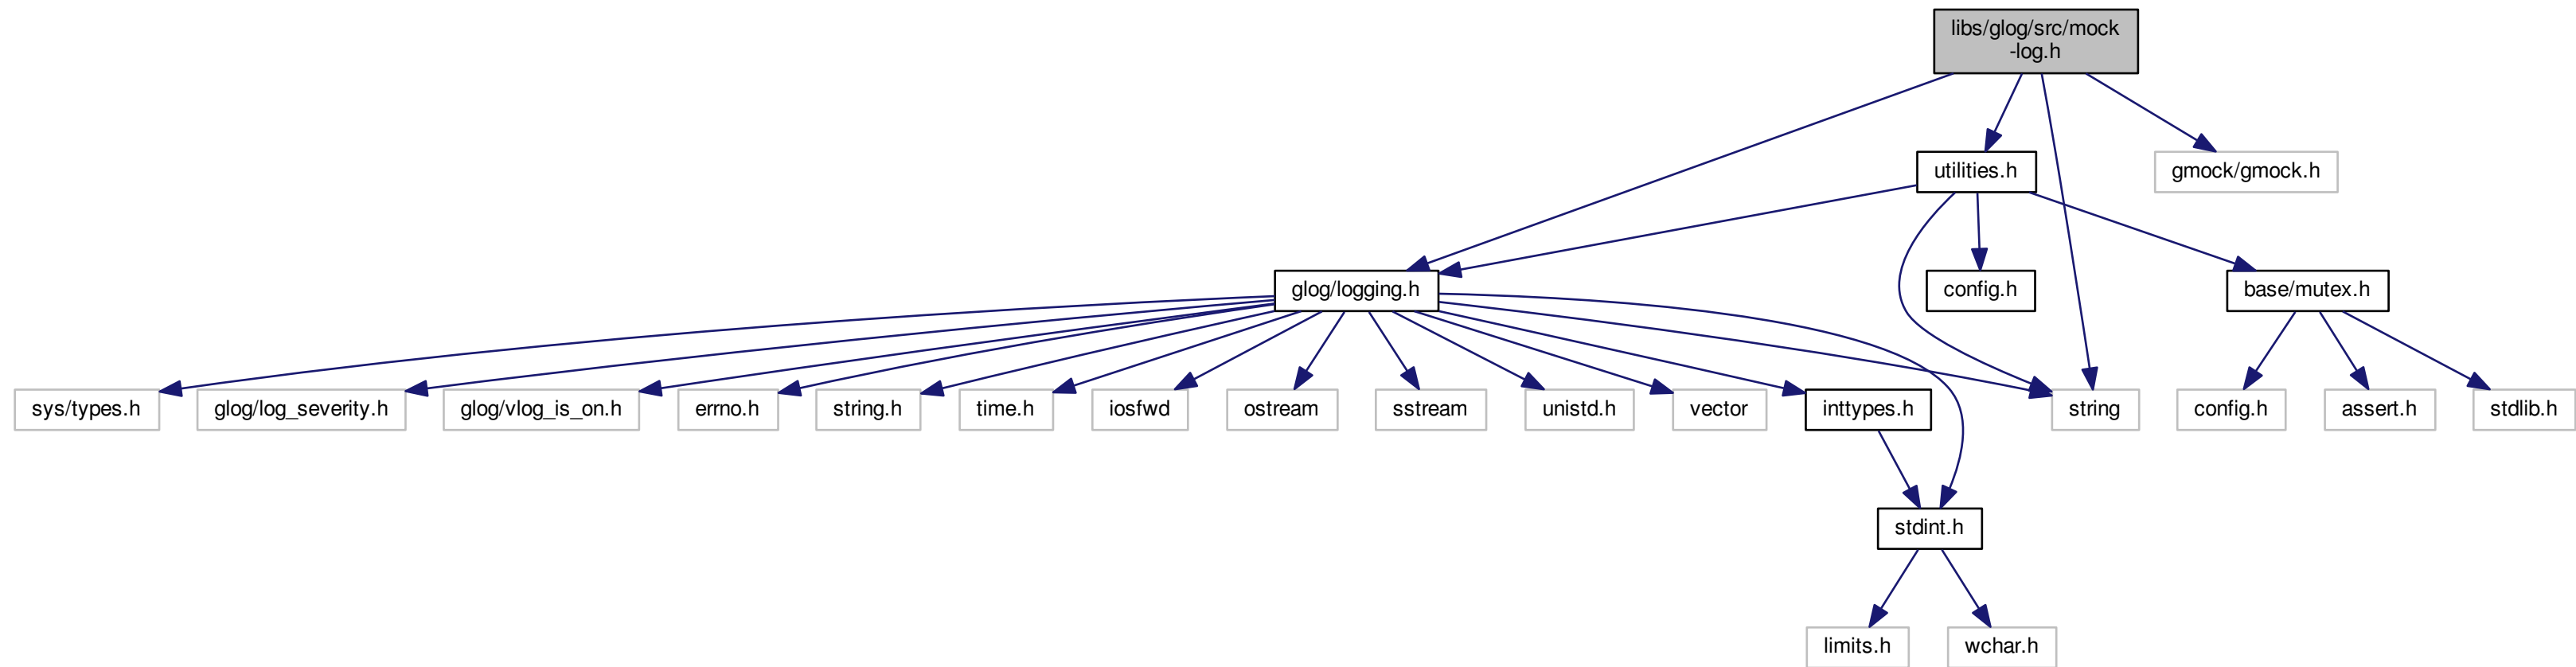 libs/glog/src/mock
-log.h
utilities.h
gmock/gmock.h
glog/logging.h
config.h
base/mutex.h
sys/types.h
glog/log_severity.h
glog/vlog_is_on.h
errno.h
string.h
time.h
iosfwd
ostream
sstream
unistd.h
vector
inttypes.h
string
config.h
assert.h
stdlib.h
stdint.h
limits.h
wchar.h